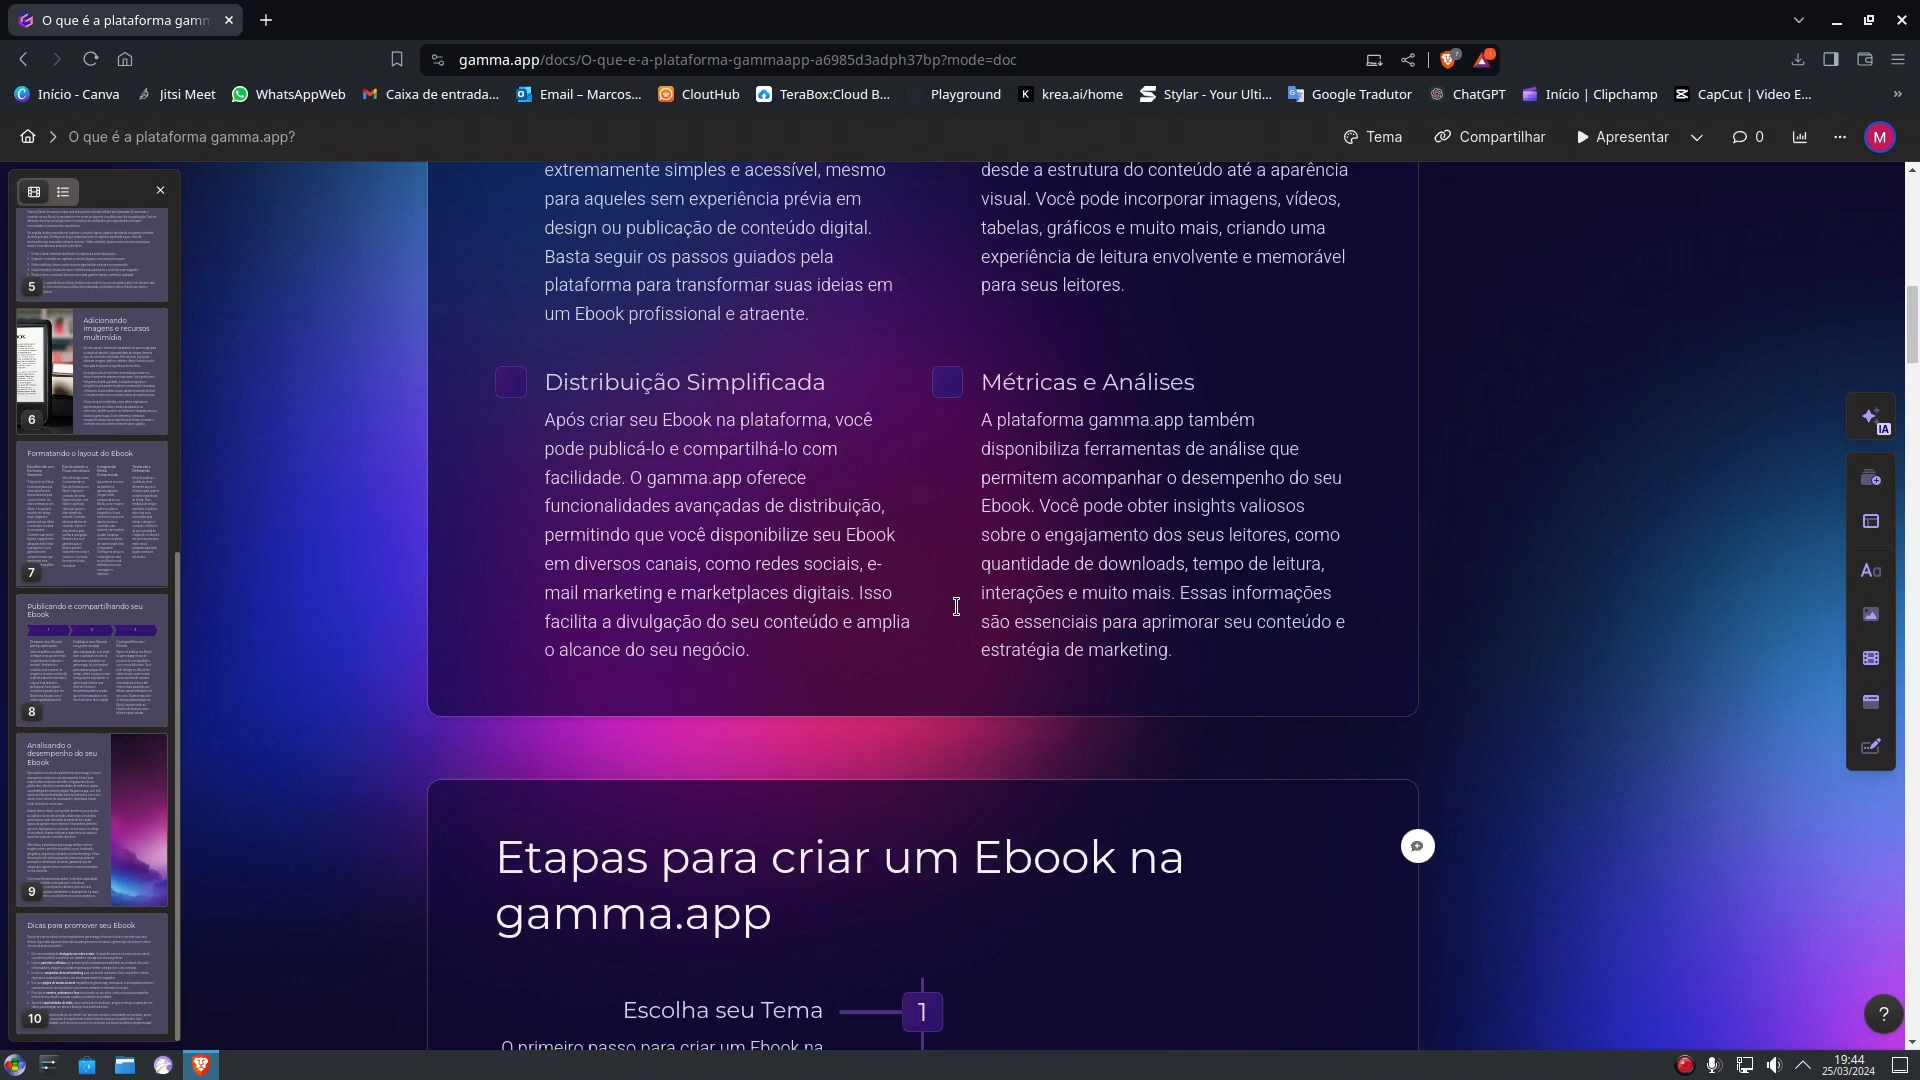 O que é a plataforma gamm
gamma.app/docs/O-que-e-a-plataforma-gammaapp-a6985d3adph37bp?mode=doc
Início - Canva
Jitsi Meet
WhatsAppWeb
Caixa de entrada...
Email – Marcos...
CloutHub
TeraBox:Cloud B...
Playground
krea.ai/home
Stylar - Your Ulti...
Google Tradutor
ChatGPT
Início | Clipchamp
CapCut | Video E...
O que é a plataforma gamma.app?
Tema
Compartilhar
Apresentar
0
M
5
Adicionando
imagens e recursos
multimídia
6
Formatando o layout do Ebook
7
Publicando e compartilhando seu
Ebook
8
Analisando o
desempenho do seu
Ebook
9
Dicas para promover seu Ebook
10
extremamente simples e acessível, mesmo
para aqueles sem experiência prévia em
design ou publicação de conteúdo digital.
Basta seguir os passos guiados pela
plataforma para transformar suas ideias em
um Ebook profissional e atraente.
desde a estrutura do conteúdo até a aparência
visual. Você pode incorporar imagens, vídeos,
tabelas, gráficos e muito mais, criando uma
experiência de leitura envolvente e memorável
para seus leitores.
Distribuição Simplificada
Após criar seu Ebook na plataforma, você
pode publicá-lo e compartilhá-lo com
facilidade. O gamma.app oferece
funcionalidades avançadas de distribuição,
permitindo que você disponibilize seu Ebook
em diversos canais, como redes sociais, e-
mail marketing e marketplaces digitais. Isso
facilita a divulgação do seu conteúdo e amplia
o alcance do seu negócio.
Métricas e Análises
A plataforma gamma.app também
disponibiliza ferramentas de análise que
permitem acompanhar o desempenho do seu
Ebook. Você pode obter insights valiosos
sobre o engajamento dos seus leitores, como
quantidade de downloads, tempo de leitura,
interações e muito mais. Essas informações
são essenciais para aprimorar seu conteúdo e
estratégia de marketing.
Etapas para criar um Ebook na
gamma.app
Escolha seu Tema
1
O primeiro passo para criar um Ebook na
IA
Aa
?
19:44
25/03/2024